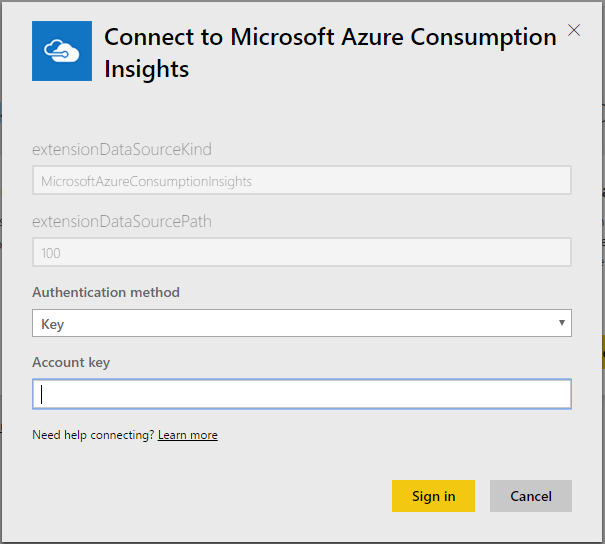 Connect to Microsoft Azure Consumption
Insights
extensionDataSourceKind
MicrosoftAzureConsumptionInsights
extensionDataSourcePath
100
Authentication method
Key
Account key
Need help connecting? Learn more
Sign in Cancel